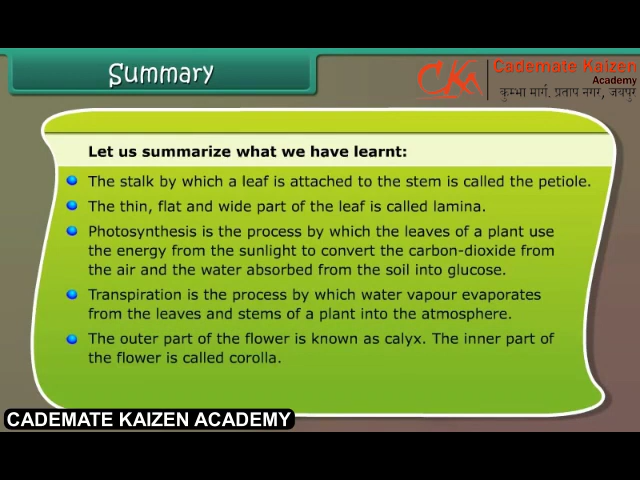 Summary
CKA
Cademate Kaizen
Academy
कुम्भा मार्ग. प्रताप नगर, जयपुर
Let us summarize what we have learnt:
The stalk by which a leaf is attached to the stem is called the petiole.
The thin, flat and wide part of the leaf is called lamina.
Photosynthesis is the process by which the leaves of a plant use
the energy from the sunlight to convert the carbon-dioxide from
the air and the water absorbed from the soil into glucose.
Transpiration is the process by which water vapour evaporates
from the leaves and stems of a plant into the atmosphere.
The outer part of the flower is known as calyx. The inner part of
the flower is called corolla.
CADEMATE KAIZEN ACADEMY